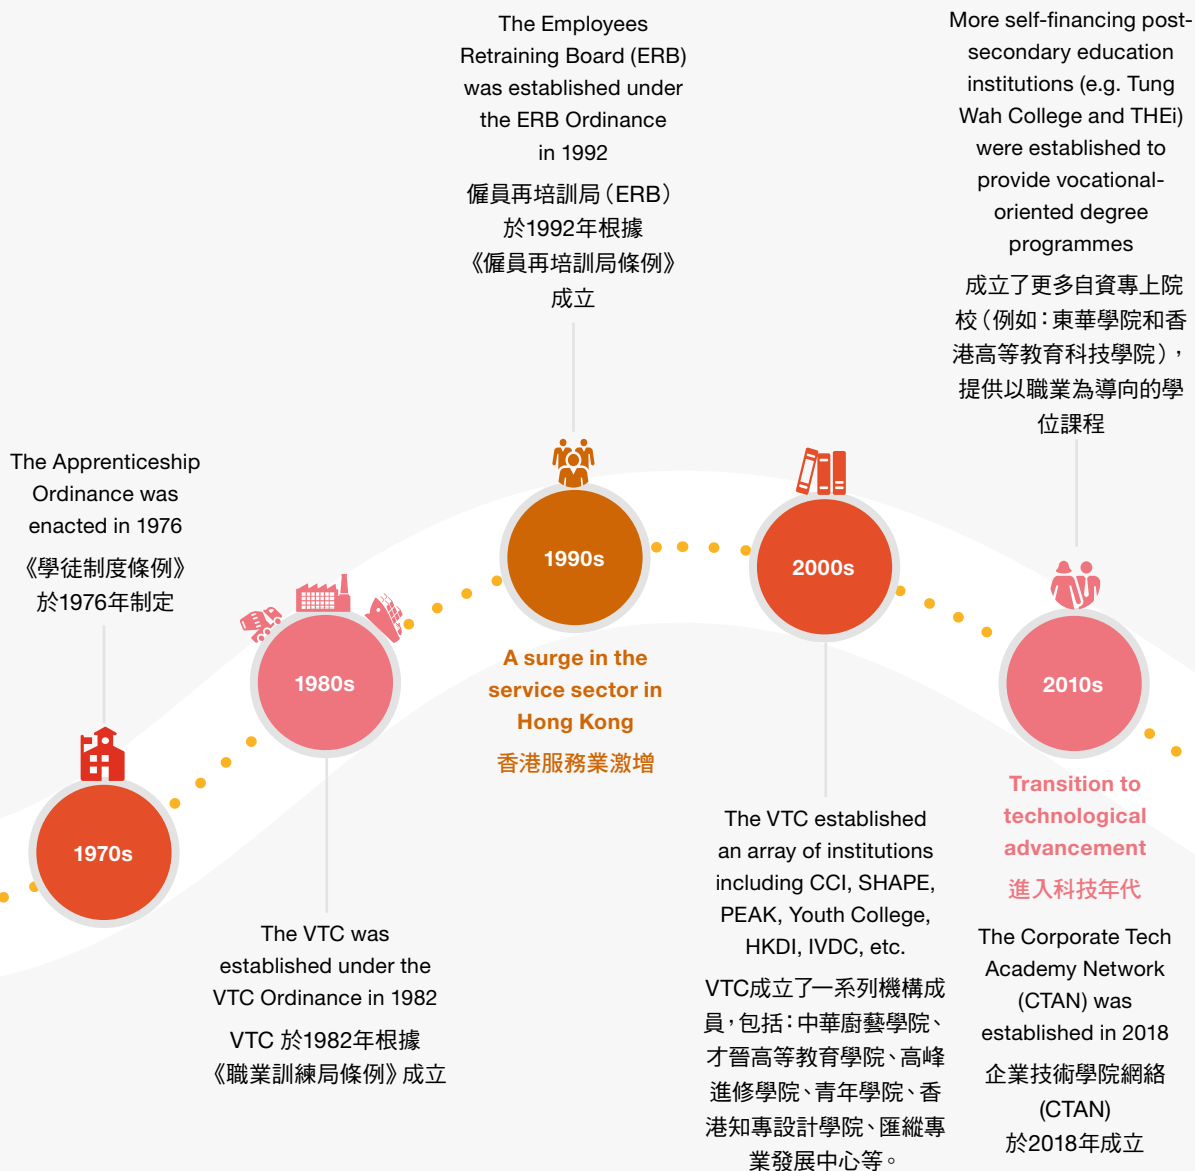 The Apprenticeship
Ordinance was
enacted in 1976
《學徒制度條例》
於1976年制定
1970s
1980s
The VTC was
established under the
VTC Ordinance in 1982
VTC 於1982年根據
《職業訓練局條例》成立
The Employees
Retraining Board (ERB)
was established under
the ERB Ordinance
in 1992
僱員再培訓局（ERB）
於1992年根據
《僱員再培訓局條例》
成立
1990s
A surge in the
service sector in
Hong Kong
香港服務業激增
2000s
The VTC established
an array of institutions
including CCI, SHAPE,
PEAK, Youth College,
HKDI, IVDC, etc.
VTC成立了一系列機構成
員，包括：中華廚藝學院、
才晉高等教育學院、高峰
進修學院、青年學院、香
港知專設計學院、匯縱專
業發展中心等。
More self-financing post-
secondary education
institutions (e.g. Tung
Wah College and THEi)
were established to
provide vocational-
oriented degree
programmes
成立了更多自資專上院
校（例如：東華學院和香
港高等教育科技學院），
提供以職業為導向的學
位課程
2010s
Transition to
technological
advancement
進入科技年代
The Corporate Tech
Academy Network
(CTAN) was
established in 2018
企業技術學院網絡
(CTAN)
於2018年成立